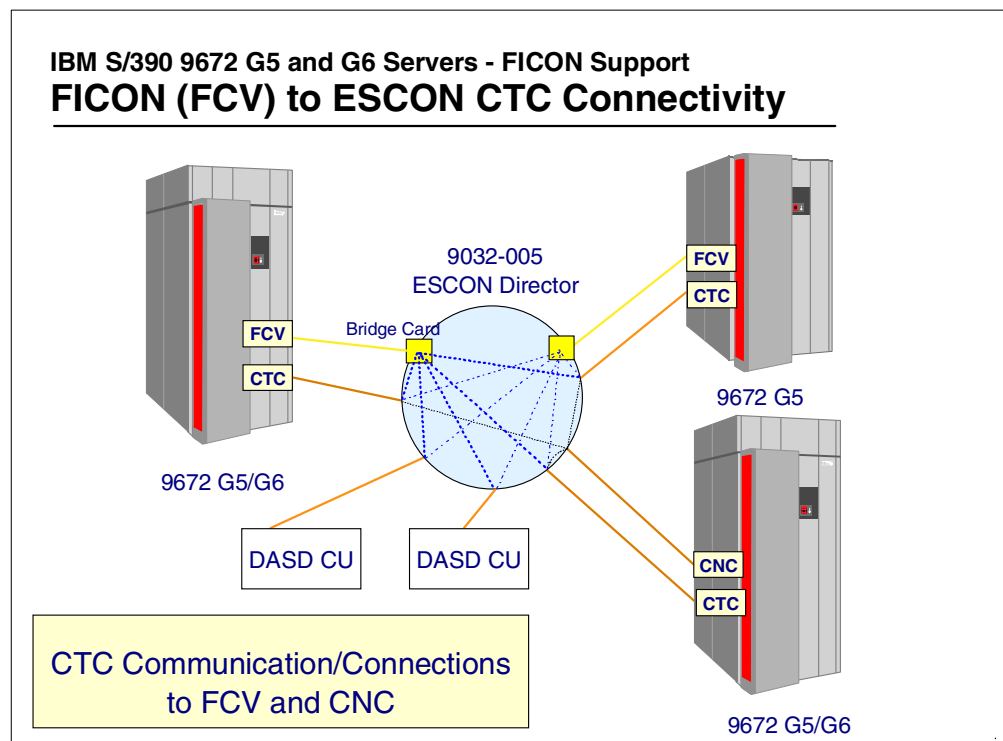 IBM S/390 9672 G5 and G6 Servers - FICON Support
FICON (FCV) to ESCON CTC Connectivity
9032-005
ESCON Director
Bridge Card
FCV
CTC
9672 G5/G6
FCV
CTC
9672 G5
DASD CU
DASD CU
CNC
CTC
9672 G5/G6
CTC Communication/Connections
to FCV and CNC